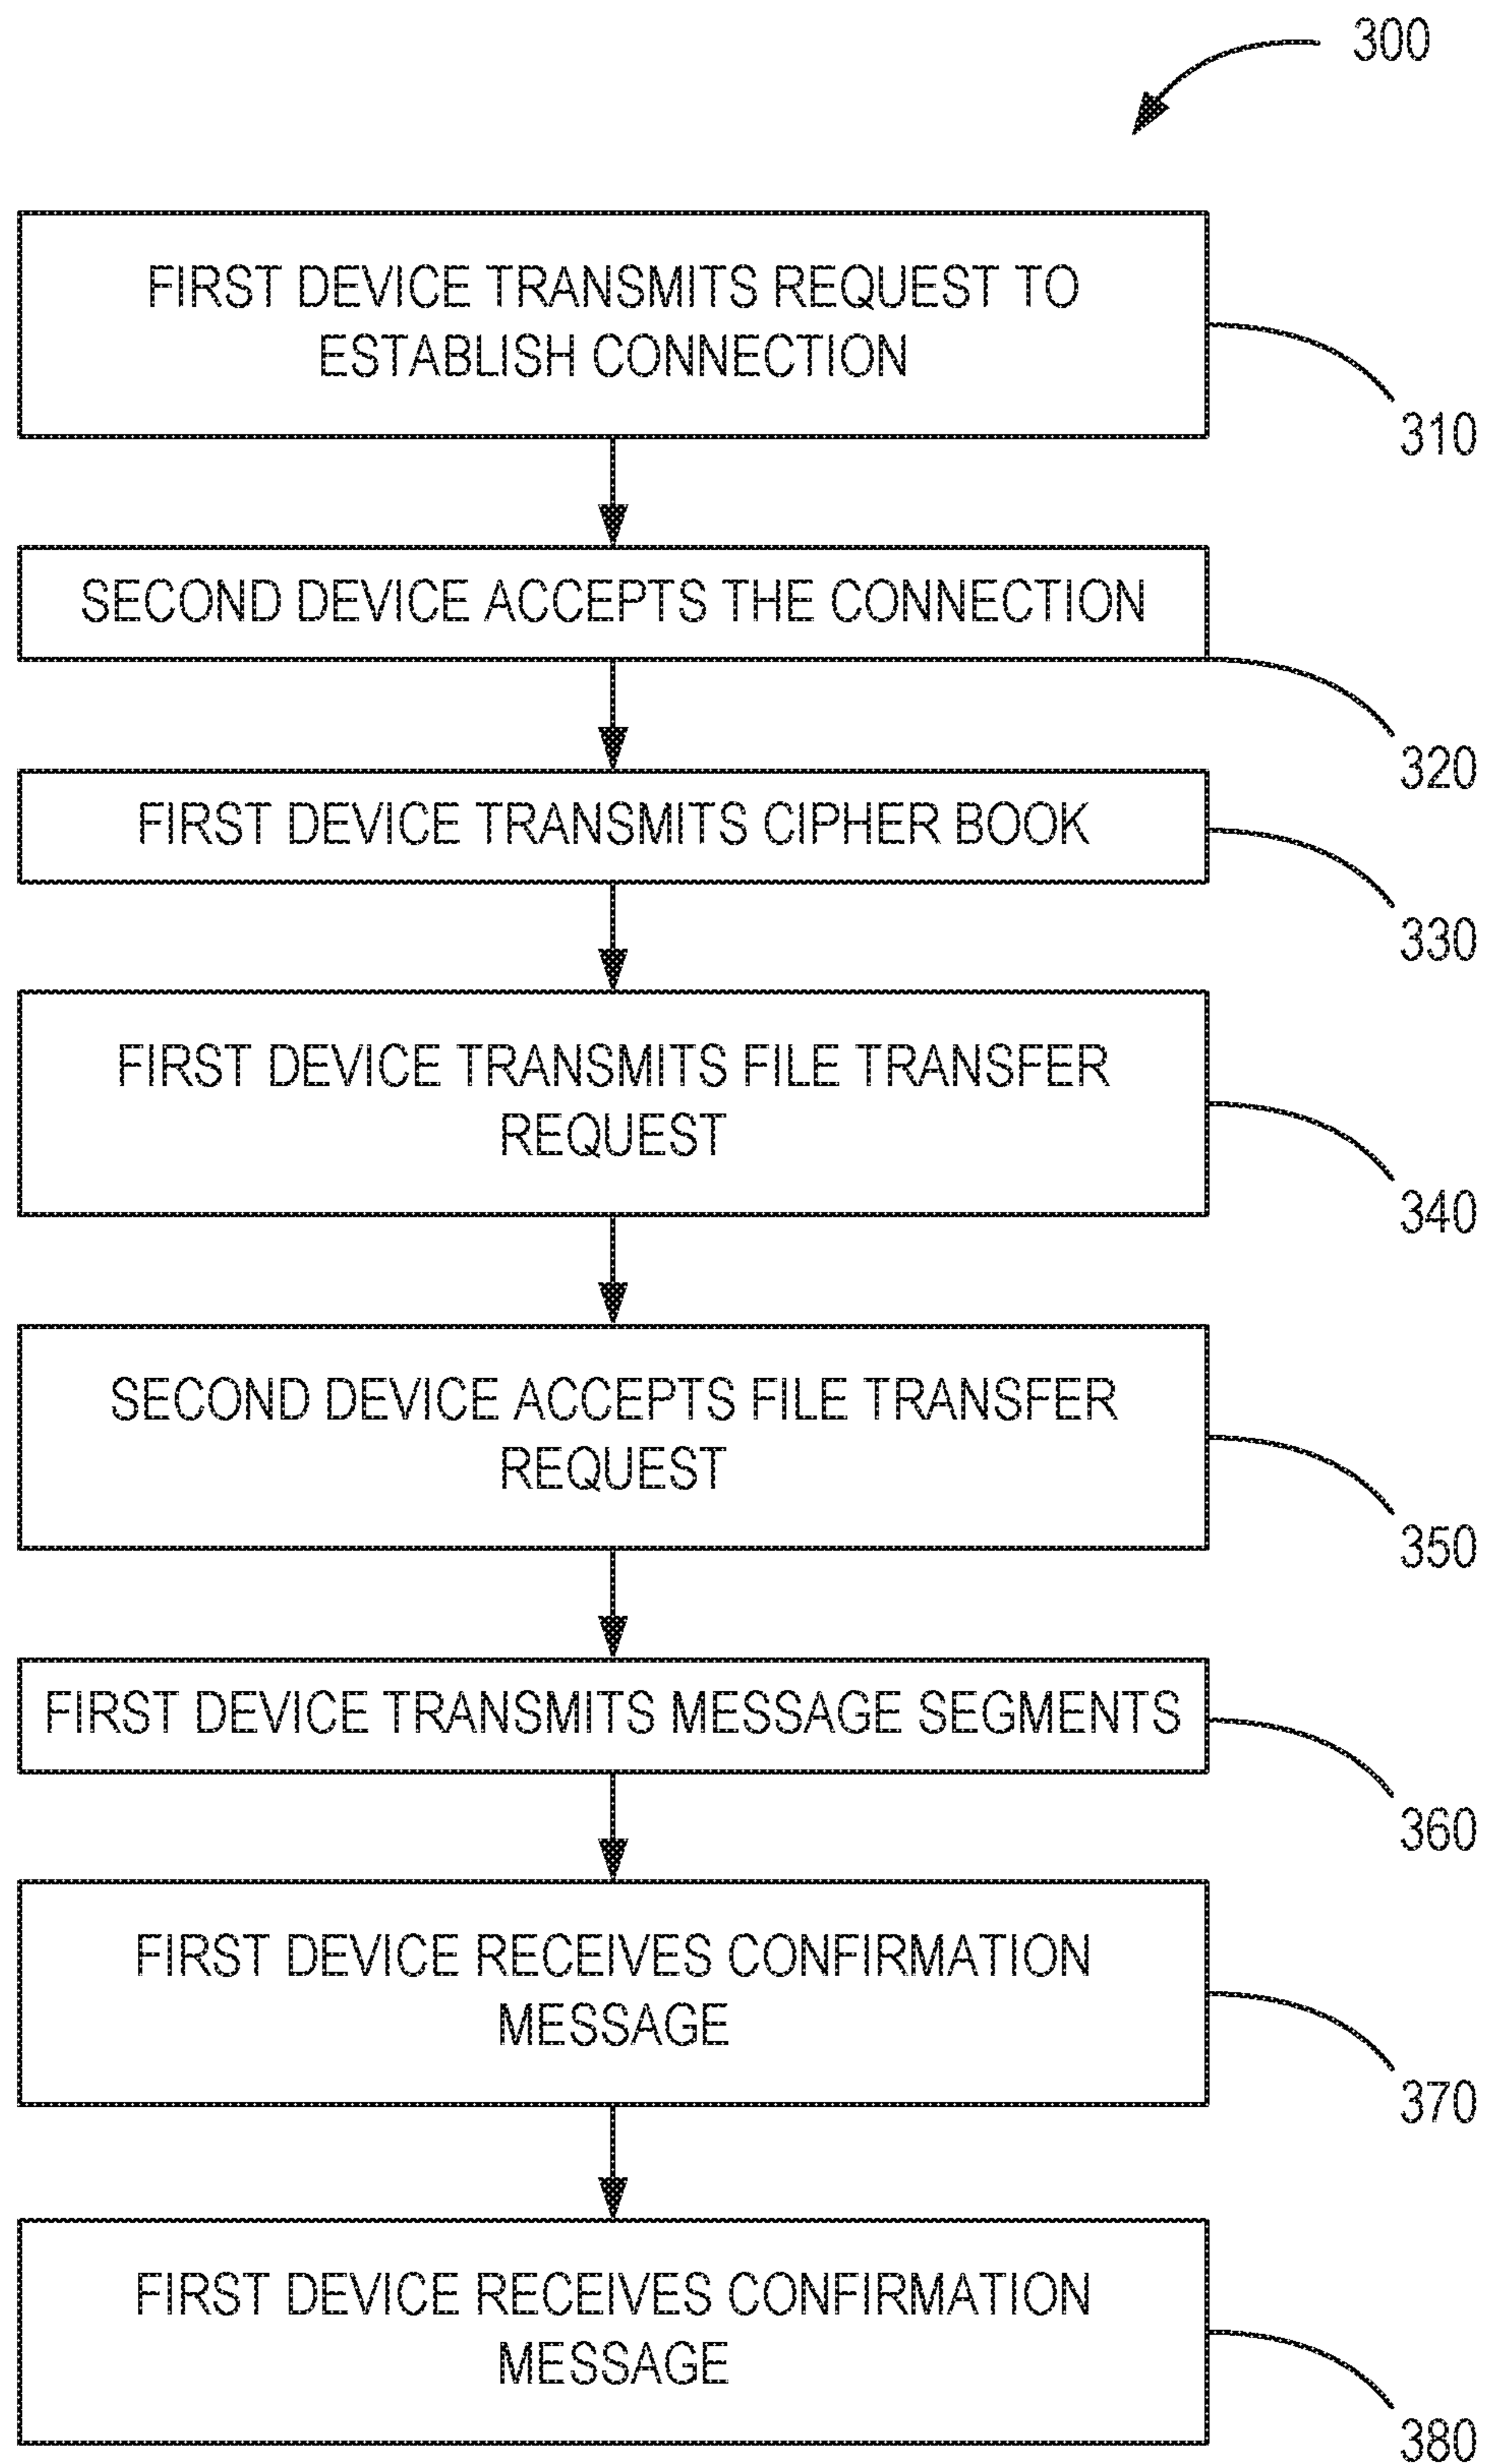 300
FIRST DEVICE TRANSMITS REQUEST TO
ESTABLISH CONNECTION
310
SECOND DEVICE ACCEPTS THE CONNECTION
320
FIRST DEVICE TRANSMITS CIPHER BOOK
330
FIRST DEVICE TRANSMITS FILE TRANSFER
REQUEST
340
SECOND DEVICE ACCEPTS FILE TRANSFER
REQUEST
350
FIRST DEVICE TRANSMITS MESSAGE SEGMENTS
360
FIRST DEVICE RECEIVES CONFIRMATION
MESSAGE
370
FIRST DEVICE RECEIVES CONFIRMATION
MESSAGE
380